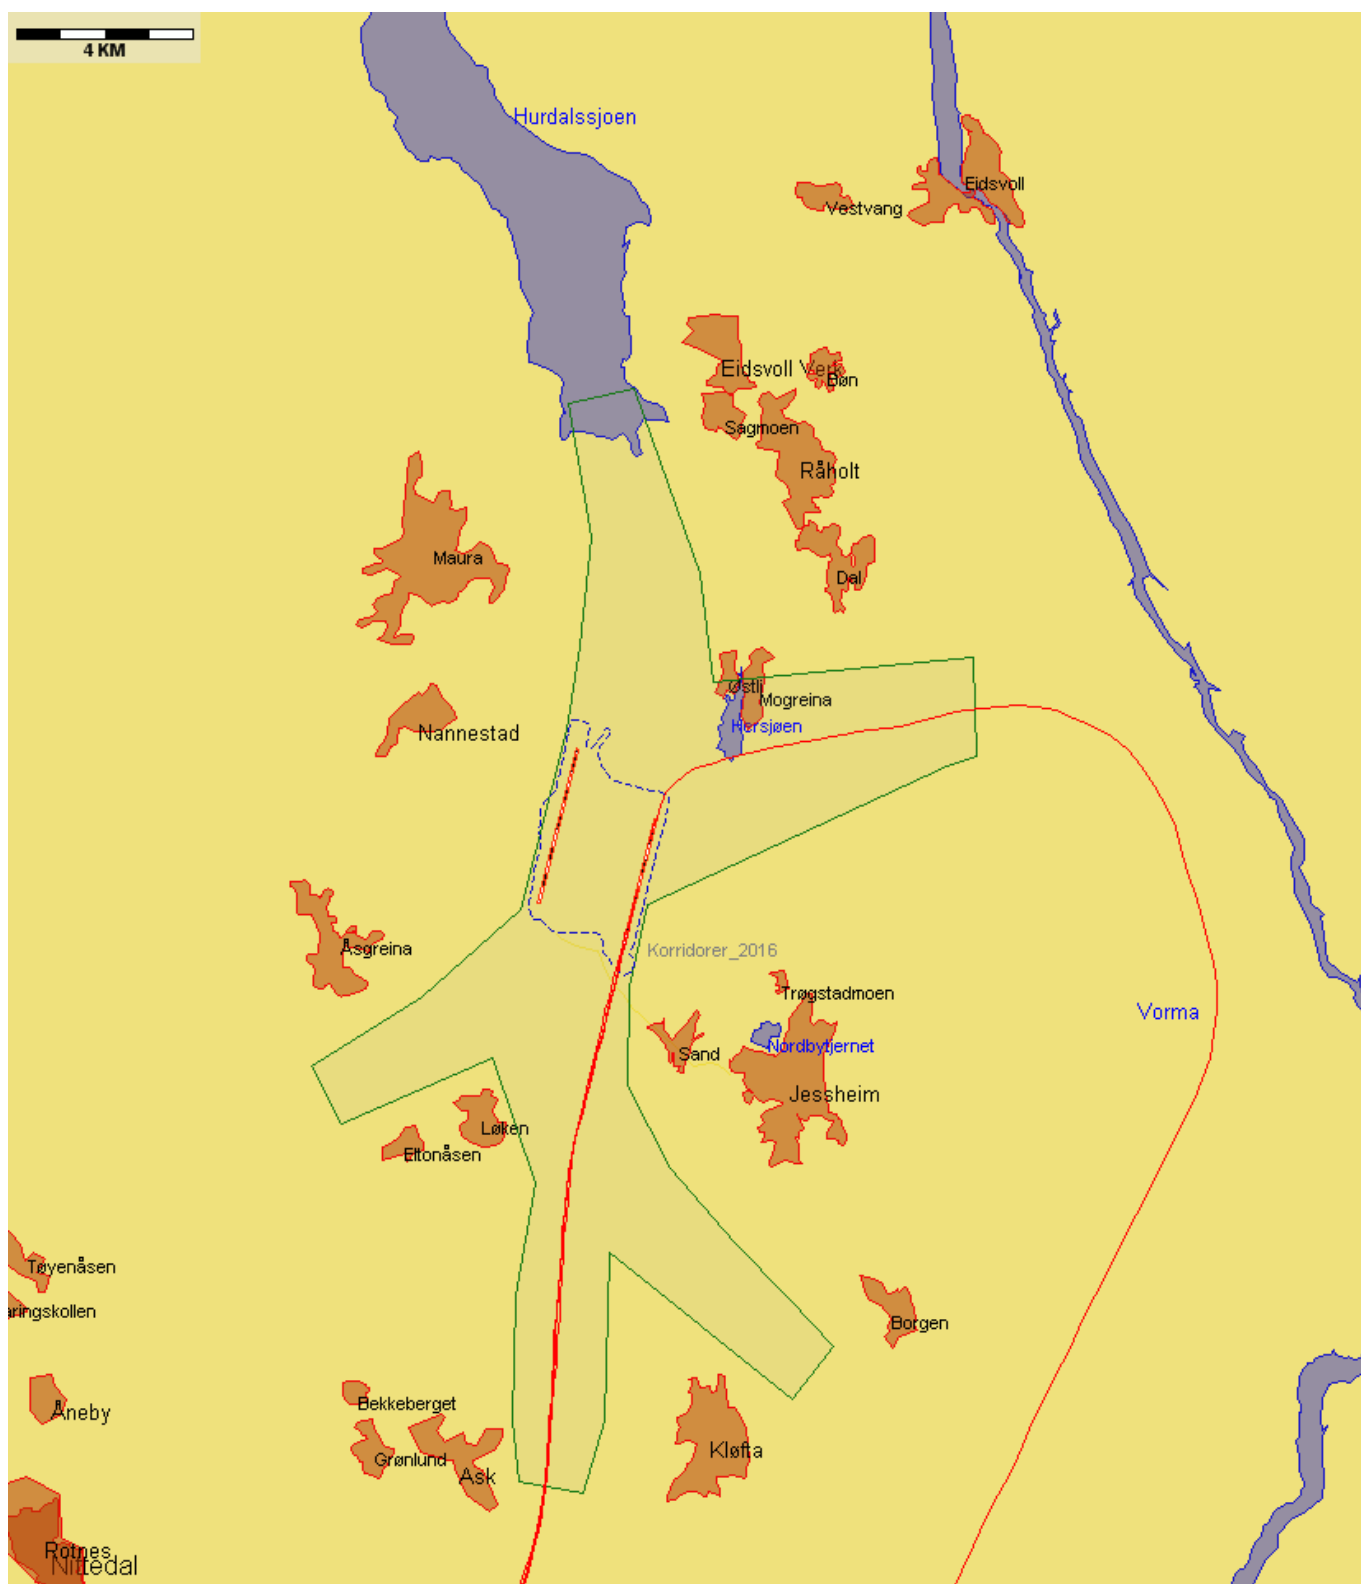 4 KM
Hurdalssjoen
Eidsvoll
Vestvang
Eidsvoll Verk
Bøn
Sagmoen
Råholt
Maura
Dal
Østli
Mogreina
Hersjøen
Nannestad
Åsgreina
Korridorer_2016
Trøgstadmoen
Vorma
Nordbytjernet
Sand
Jessheim
Løken
Eltonåsen
Tøyenåsen
aringskollen
Borgen
Bekkeberget
Åneby
Grønlund
Ask
Kløfta
Rotnes
Nittedal